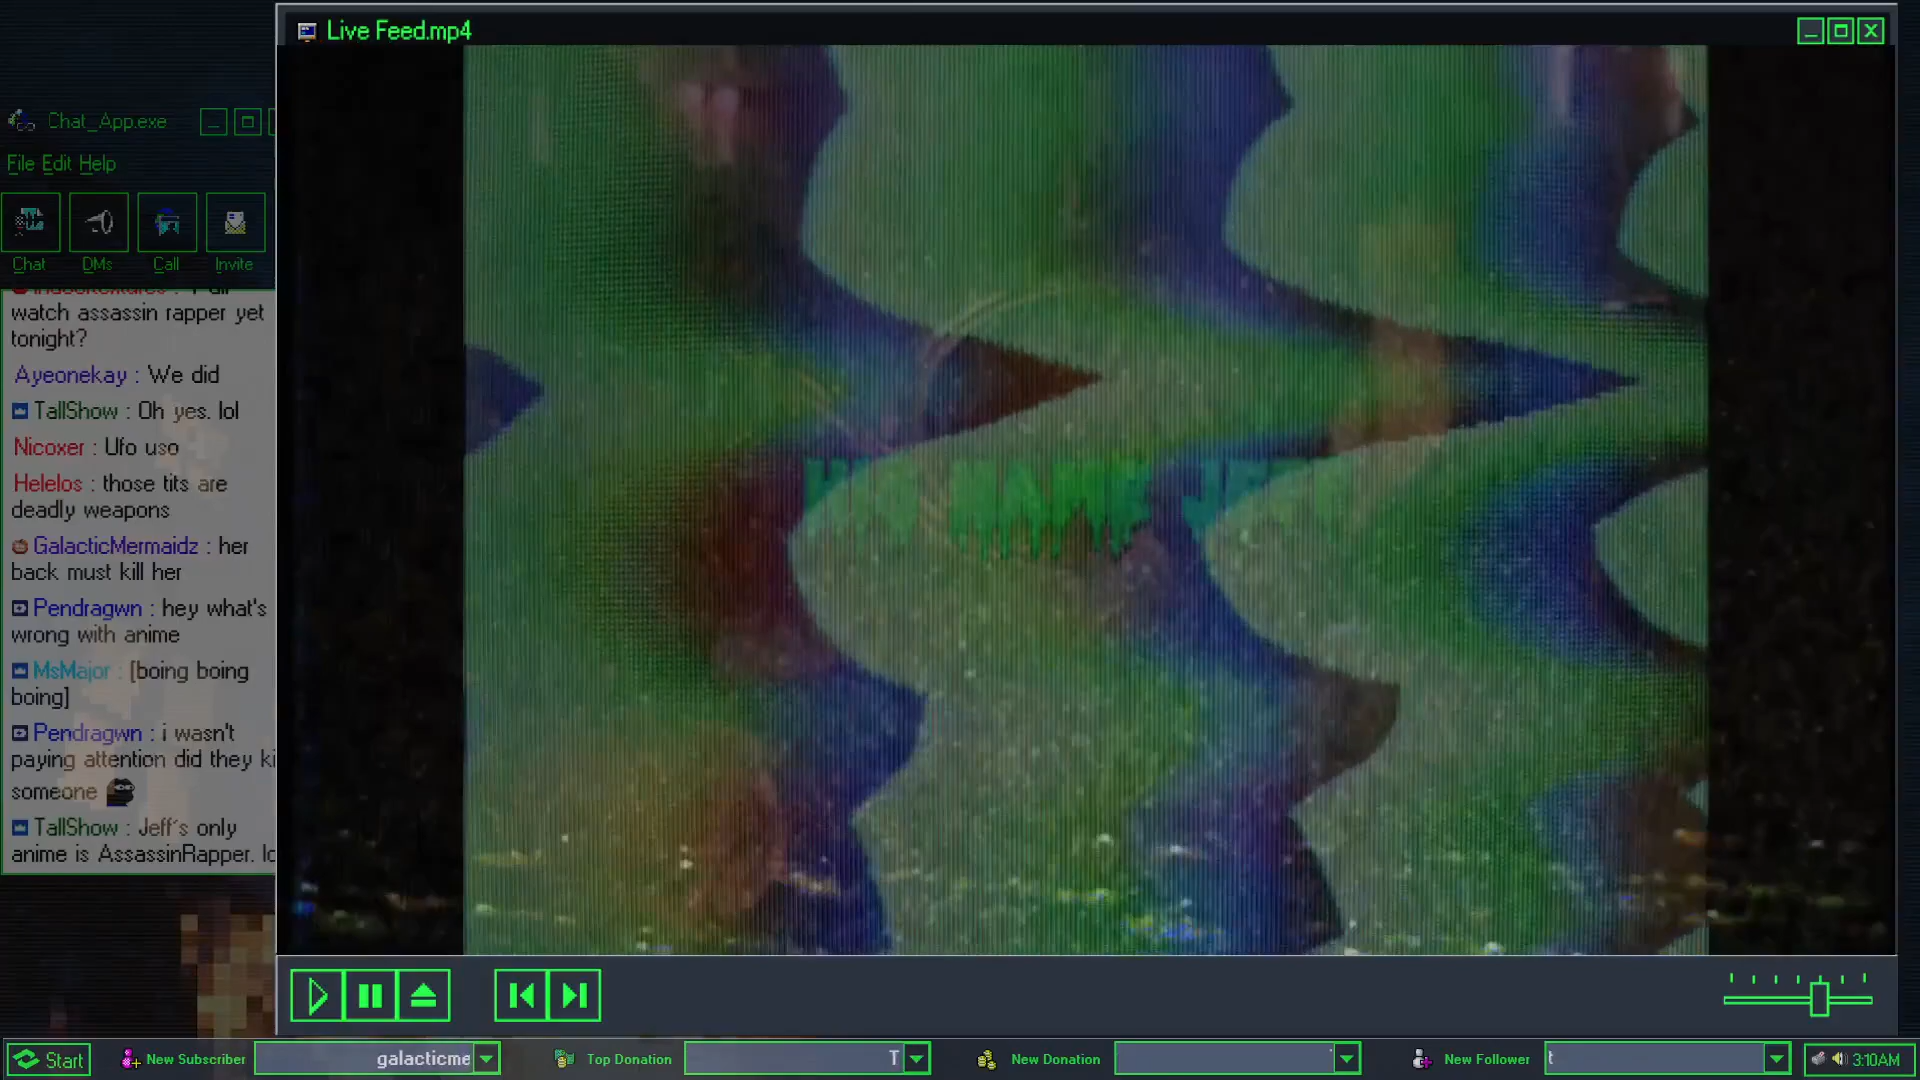 Live Feed.mp4
Chat_App.exe
File Edit Help
Chat DMs Call Invite
watch assassin rapper yet
tonight?
Ayeonekay : We did
TallShow : Oh yes. lol
Nicoxer : Ufo uso
Helelos : those tits are
deadly weapons
GalacticMermaidz : her
back must kill her
Pendragwn : hey what's
wrong with anime
MsMajor : [boing boing
boing]
Pendragwn : i wasn't
paying attention did they ki
someone
TallShow : Jeff's only
anime is AssassinRapper. lo
HIS NAME JEFF
Start
New Subscriber
galacticme
Top Donation
T
New Donation
New Follower
t
3:10AM